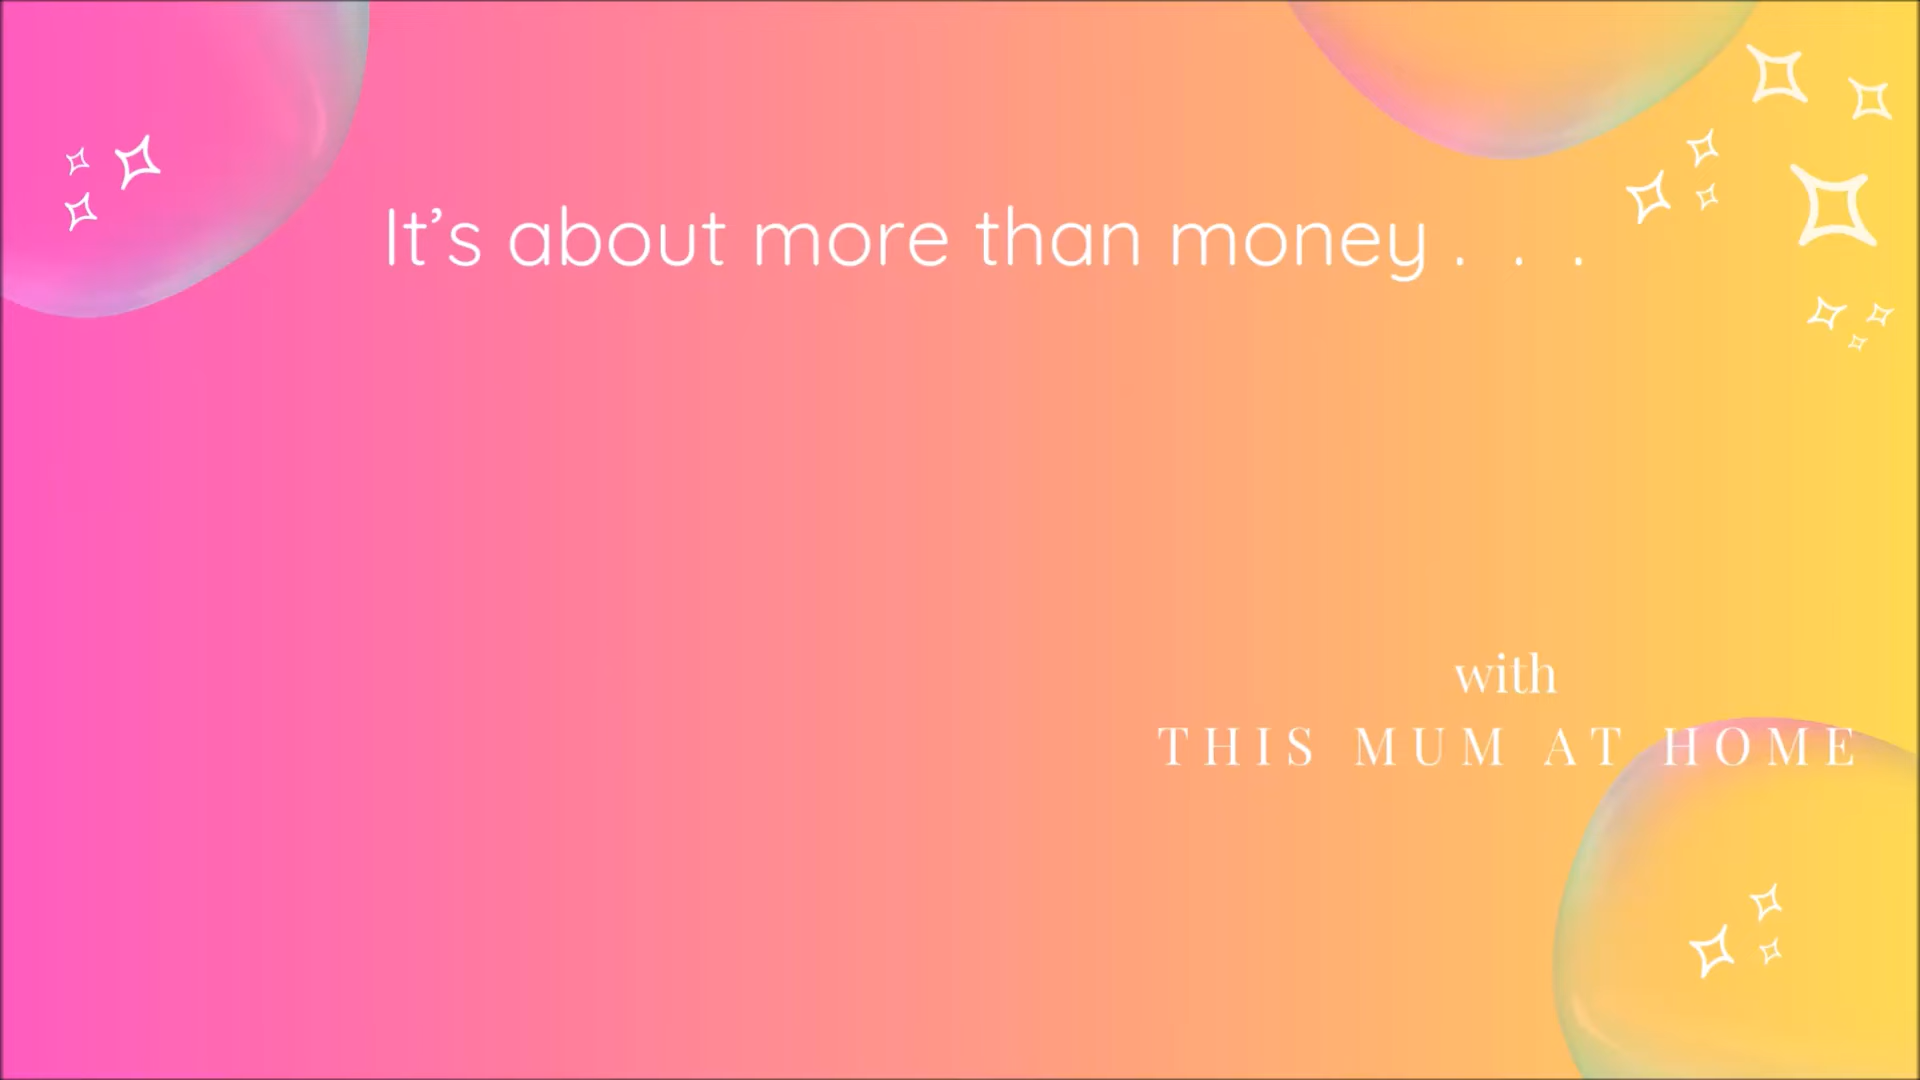 It’s about more than money . . .
with
THIS MUM AT HOME